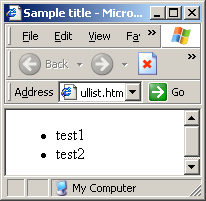 Sample title - Micro...
File Edit View Fa »
Back »
Address ullist.htm Go
test1
test2
My Computer